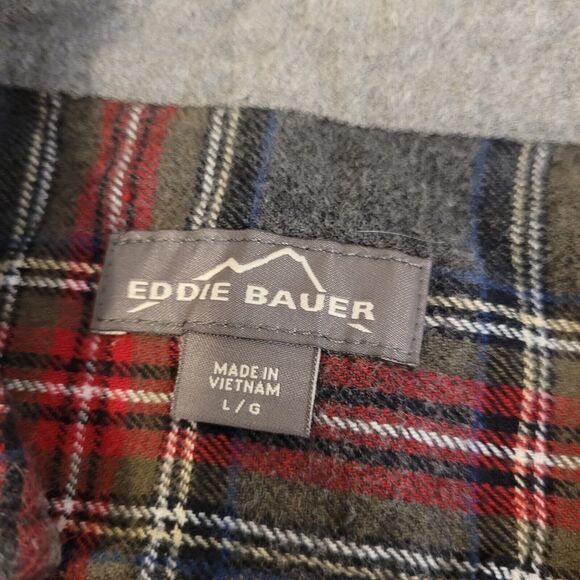 EDDIE BAUER
MADE IN
VIETNAM
L / G